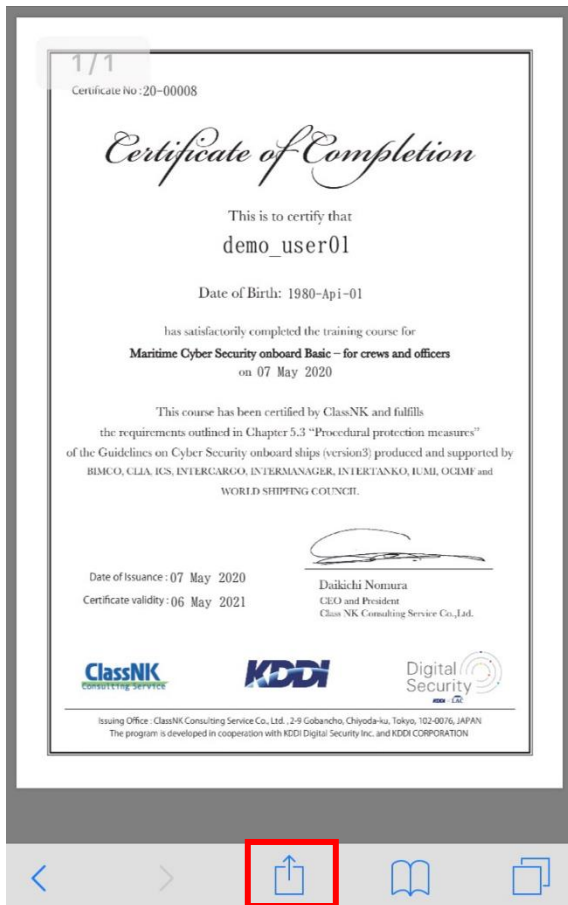 1/1
Certificate No :20-00008
Certificate of Completion
This is to certify that
demo_user01
Date of Birth: 1980-Api-01
has satisfactorily completed the training course for
Maritime Cyber Security onboard Basic – for crews and officers
on 07 May 2020
This course has been certified by ClassNK and fulfills
the requirements outlined in Chapter 5.3 “Procedural protection measures”
of the Guidelines on Cyber Security onboard ships (version3) produced and supported by
BIMCO, CLIA, ICS, INTERCARGO, INTERMANAGER, INTERTANKO, IUMI, OCIMF and
WORLD SHIPPING COUNCIL.
Date of Issuance : 07 May 2020
Certificate validity : 06 May 2021
Daikichi Nomura
CEO and President
Class NK Consulting Service Co.,Ltd.
ClassNK
Consulting Service
KDDI
Digital
Security
KDDI LAC
Issuing Office : ClassNK Consulting Service Co., Ltd. , 2-9 Gobancho, Chiyoda-ku, Tokyo, 102-0076, JAPAN
The program is developed in cooperation with KDDI Digital Security Inc. and KDDI CORPORATION